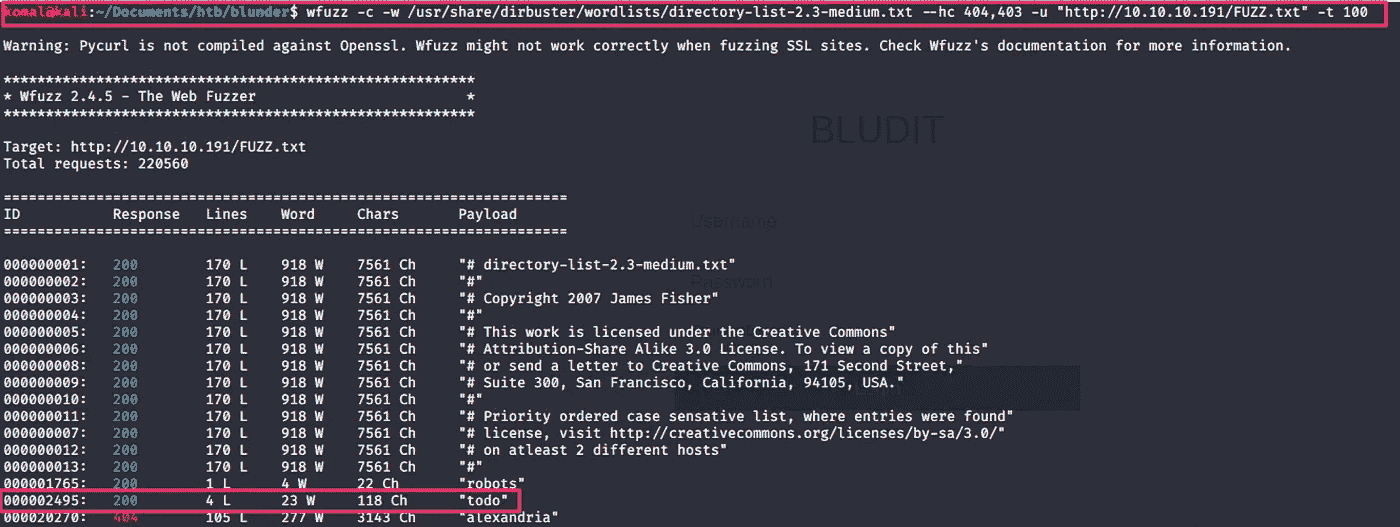 komal@kali:~/Documents/htb/blunder$ wfuzz -c -w /usr/share/dirbuster/wordlists/directory-list-2.3-medium.txt --hc 404,403 -u "http://10.10.10.191/FUZZ.txt" -t 100
Warning: Pycurl is not compiled against Openssl. Wfuzz might not work correctly when fuzzing SSL sites. Check Wfuzz's documentation for more information.
********************************************************
* Wfuzz 2.4.5 - The Web Fuzzer                         *
********************************************************
BLUDIT
Target: http://10.10.10.191/FUZZ.txt
Total requests: 220560
===================================================================
ID           Response   Lines    Word     Chars       Payload
===================================================================
Username
000000001:   200        170 L    918 W    7561 Ch     "# directory-list-2.3-medium.txt"
000000002:   200        170 L    918 W    7561 Ch     "#"
Password
000000003:   200        170 L    918 W    7561 Ch     "# Copyright 2007 James Fisher"
000000004:   200        170 L    918 W    7561 Ch     "#"
000000005:   200        170 L    918 W    7561 Ch     "# This work is licensed under the Creative Commons"
000000006:   200        170 L    918 W    7561 Ch     "# Attribution-Share Alike 3.0 License. To view a copy of this"
000000008:   200        170 L    918 W    7561 Ch     "# or send a letter to Creative Commons, 171 Second Street,"
000000009:   200        170 L    918 W    7561 Ch     "# Suite 300, San Francisco, California, 94105, USA."
000000010:   200        170 L    918 W    7561 Ch     "#"
000000011:   200        170 L    918 W    7561 Ch     "# Priority ordered case sensative list, where entries were found"
000000007:   200        170 L    918 W    7561 Ch     "# license, visit http://creativecommons.org/licenses/by-sa/3.0/"
000000012:   200        170 L    918 W    7561 Ch     "# on atleast 2 different hosts"
000000013:   200        170 L    918 W    7561 Ch     "#"
000001765:   200        1 L      4 W      22 Ch       "robots"
000002495:   200        4 L      23 W     118 Ch      "todo"
000020270:   404        105 L    277 W    3143 Ch     "alexandria"